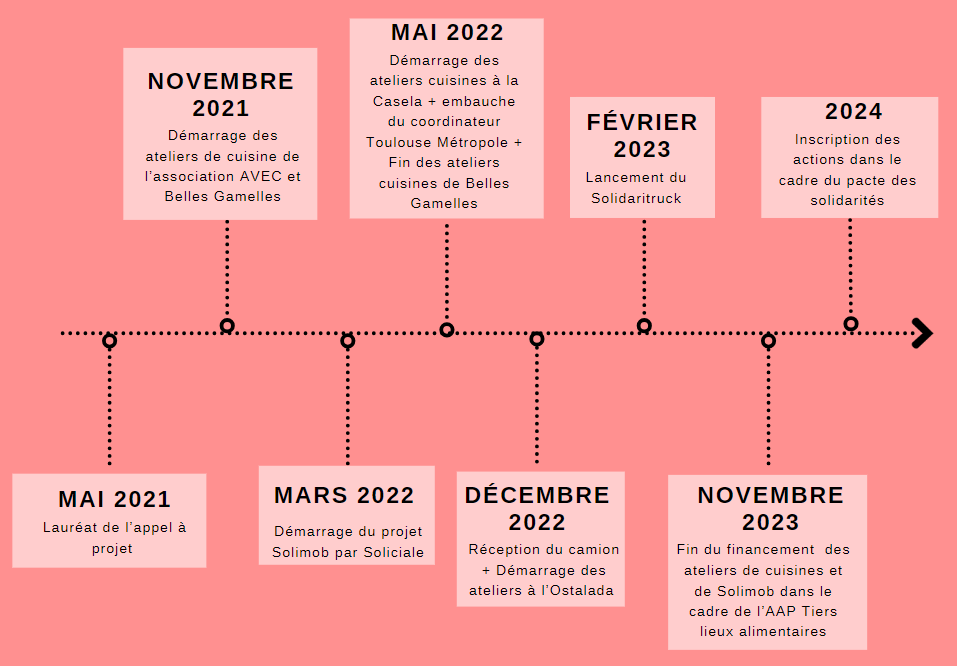 MAI 2021
Lauréat de l'appel à
projet
NOVEMBRE
2021
Démarrage des
ateliers de cuisine de
l'association AVEC et
Belles Gamelles
MARS 2022
Démarrage du projet
Solimob par Soliciale
MAI 2022
Démarrage des
ateliers cuisines à la
Casela + embauche
du coordinateur
Toulouse Métropole +
Fin des ateliers
cuisines de Belles
Gamelles
DÉCEMBRE
2022
Réception du camion
+ Démarrage des
ateliers à l'Ostalada
FÉVRIER
2023
Lancement du
Solidaritruck
NOVEMBRE
2023
Fin du financement  des
ateliers de cuisines et
de Solimob dans le
cadre de l'AAP Tiers
lieux alimentaires
2024
Inscription des
actions dans le
cadre du pacte des
solidarités